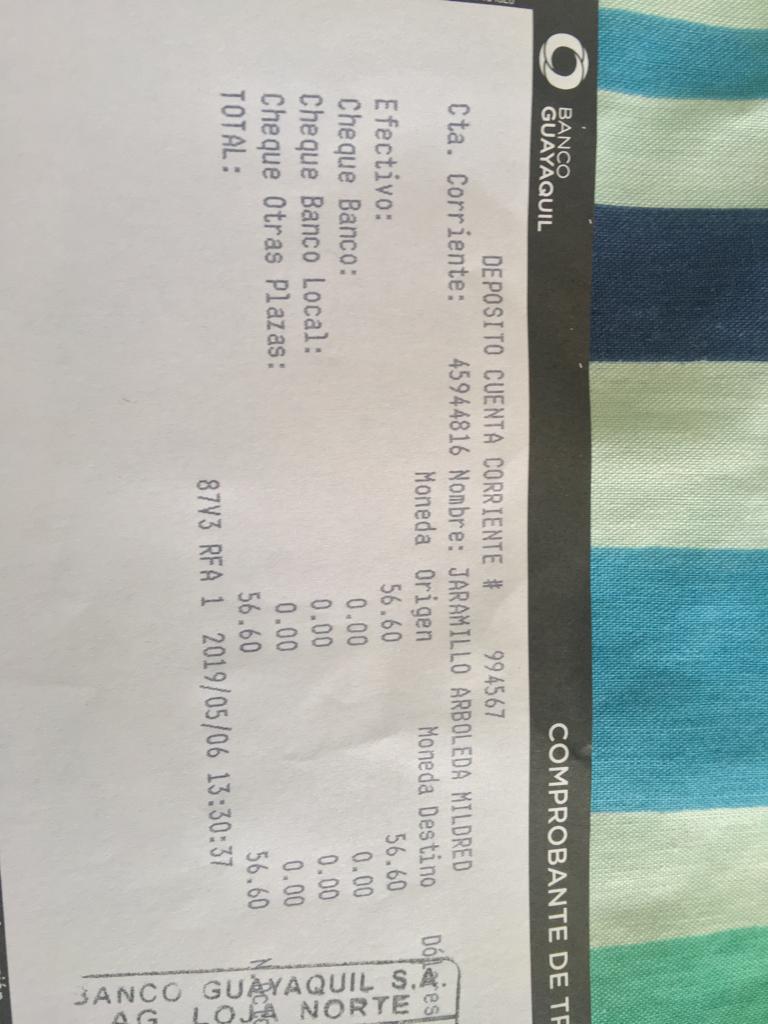 BANCO
GUAYAQUIL
COMPROBANTE DE
DEPOSITO CUENTA CORRIENTE # 994567
Cta. Corriente: 45944816 Nombre: JARAMILLO ARBOLEDA MILDRED
Moneda Origen Moneda Destino
Efectivo: 56.60 56.60
Cheque Banco: 0.00 0.00
Cheque Banco Local: 0.00 0.00
Cheque Otras Plazas: 0.00 0.00
TOTAL: 56.60 56.60
87V3 RFA 1 2019/05/06 13:30:37
BANCO GUAYAQUIL S.A.
AG. LOJA NORTE